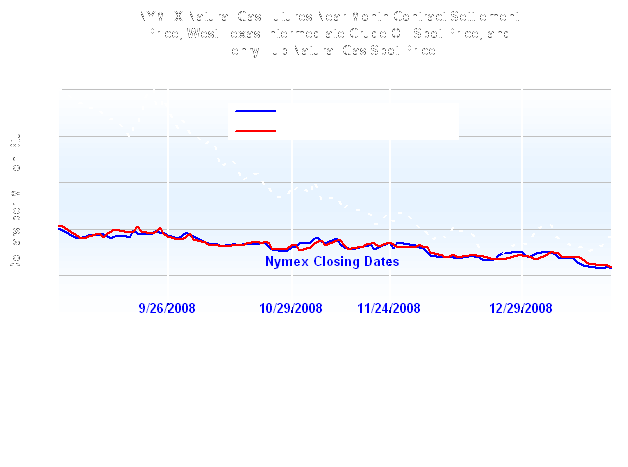 NYMEX Natural Gas Futures Near-Month Contract Settlement
Price, West Texas Intermediate Crude Oil Spot Price, and
Henry Hub Natural Gas Spot Price
Nymex Closing Dates
9/26/2008 10/29/2008 11/24/2008 12/29/2008